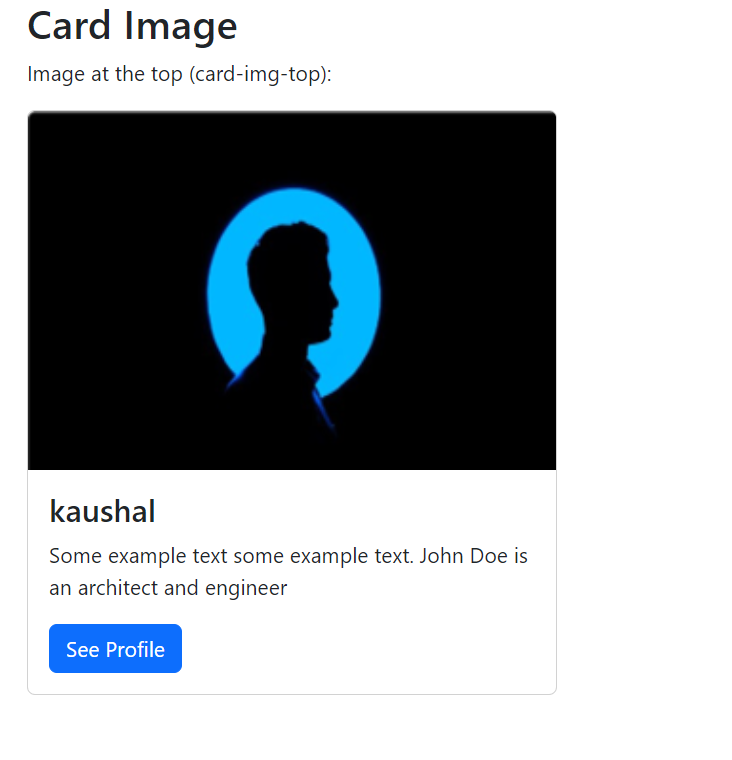 Card Image
Image at the top (card-img-top):
kaushal
Some example text some example text. John Doe is
an architect and engineer
See Profile